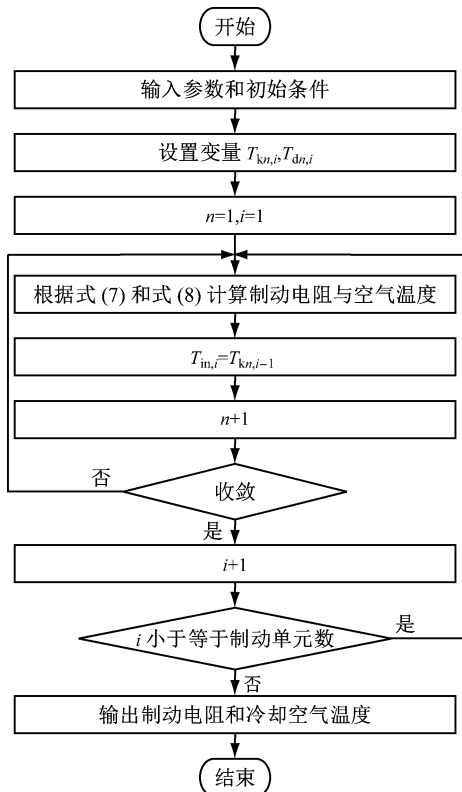 开始
输入参数和初始条件
设置变量 Tkn,i,Tdn,i
n=1,i=1
根据式 (7) 和式 (8) 计算制动电阻与空气温度
Tin,i=Tkn,i−1
n+1
否
收敛
是
i+1
i 小于等于制动单元数
是
否
输出制动电阻和冷却空气温度
结束